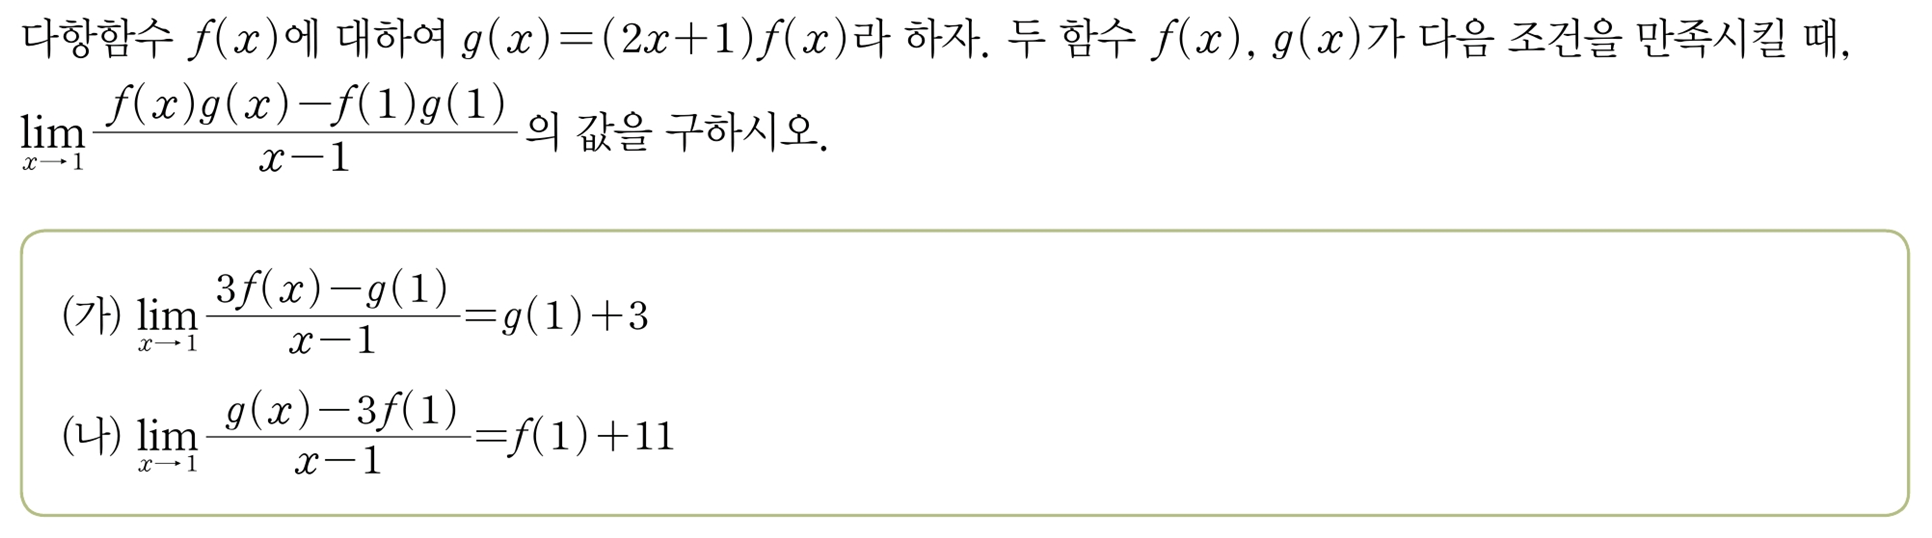 다항함수 f(x)에 대하여 g(x)=(2x+1)f(x)라 하자. 두 함수 f(x), g(x)가 다음 조건을 만족시킬 때,
lim_{x→1} \frac{f(x)g(x)-f(1)g(1)}{x-1}의 값을 구하시오.
(가) lim_{x→1} \frac{3f(x)-g(1)}{x-1}=g(1)+3
(나) lim_{x→1} \frac{g(x)-3f(1)}{x-1}=f(1)+11